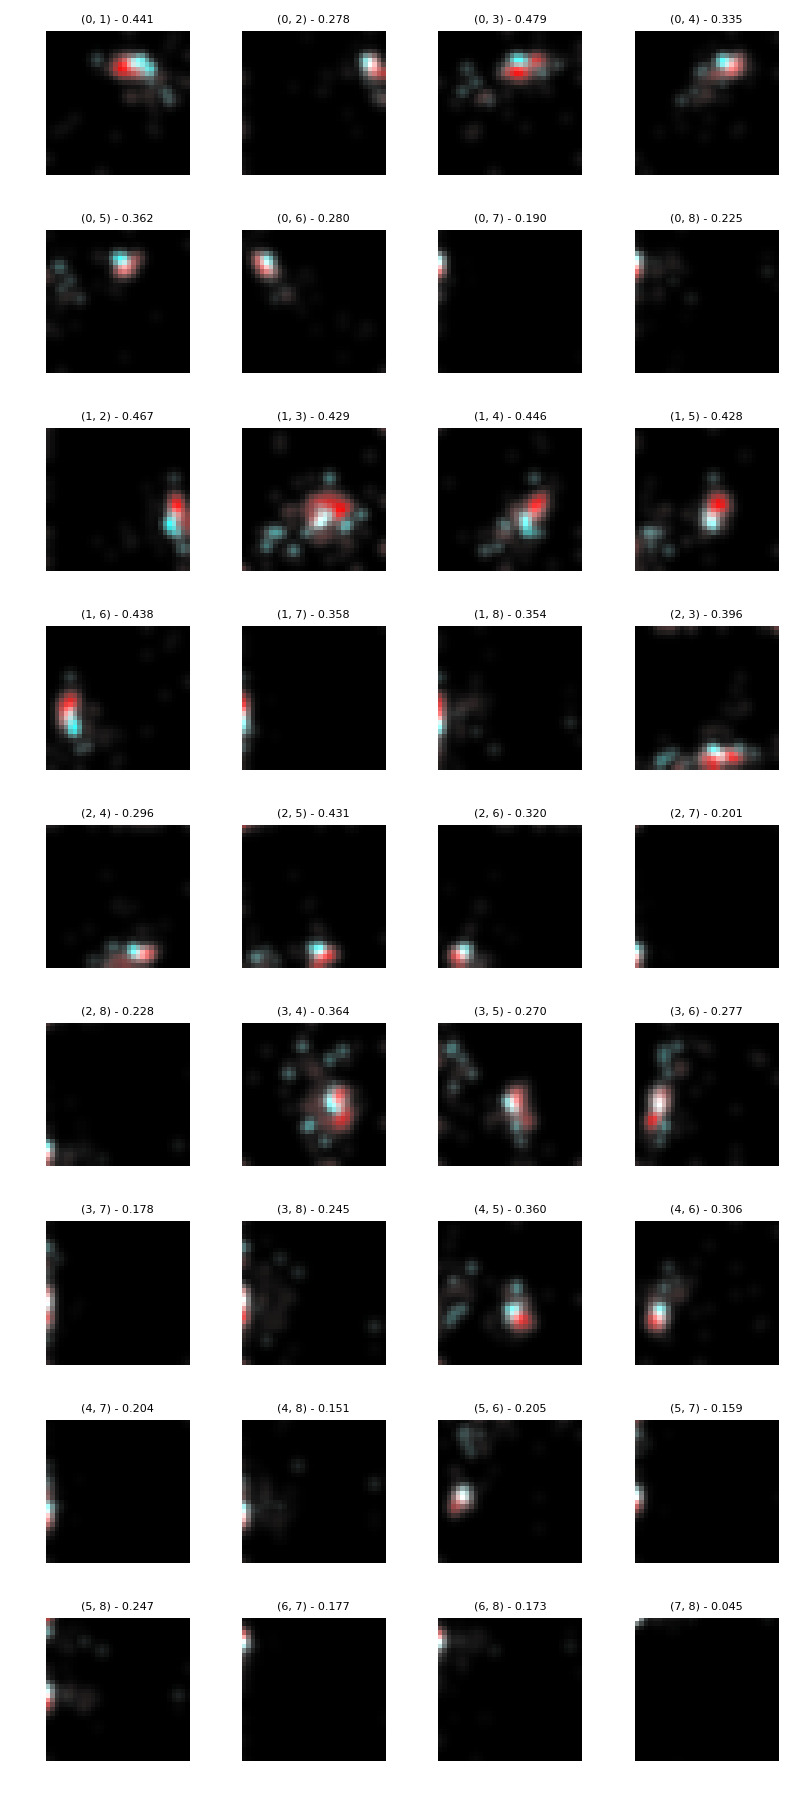 (0, 1) - 0.441 (0, 2) - 0.278 (0, 3) - 0.479 (0, 4) - 0.335
(0, 5) - 0.362 (0, 6) - 0.280 (0, 7) - 0.190 (0, 8) - 0.225
(1, 2) - 0.467 (1, 3) - 0.429 (1, 4) - 0.446 (1, 5) - 0.428
(1, 6) - 0.438 (1, 7) - 0.358 (1, 8) - 0.354 (2, 3) - 0.396
(2, 4) - 0.296 (2, 5) - 0.431 (2, 6) - 0.320 (2, 7) - 0.201
(2, 8) - 0.228 (3, 4) - 0.364 (3, 5) - 0.270 (3, 6) - 0.277
(3, 7) - 0.178 (3, 8) - 0.245 (4, 5) - 0.360 (4, 6) - 0.306
(4, 7) - 0.204 (4, 8) - 0.151 (5, 6) - 0.205 (5, 7) - 0.159
(5, 8) - 0.247 (6, 7) - 0.177 (6, 8) - 0.173 (7, 8) - 0.045